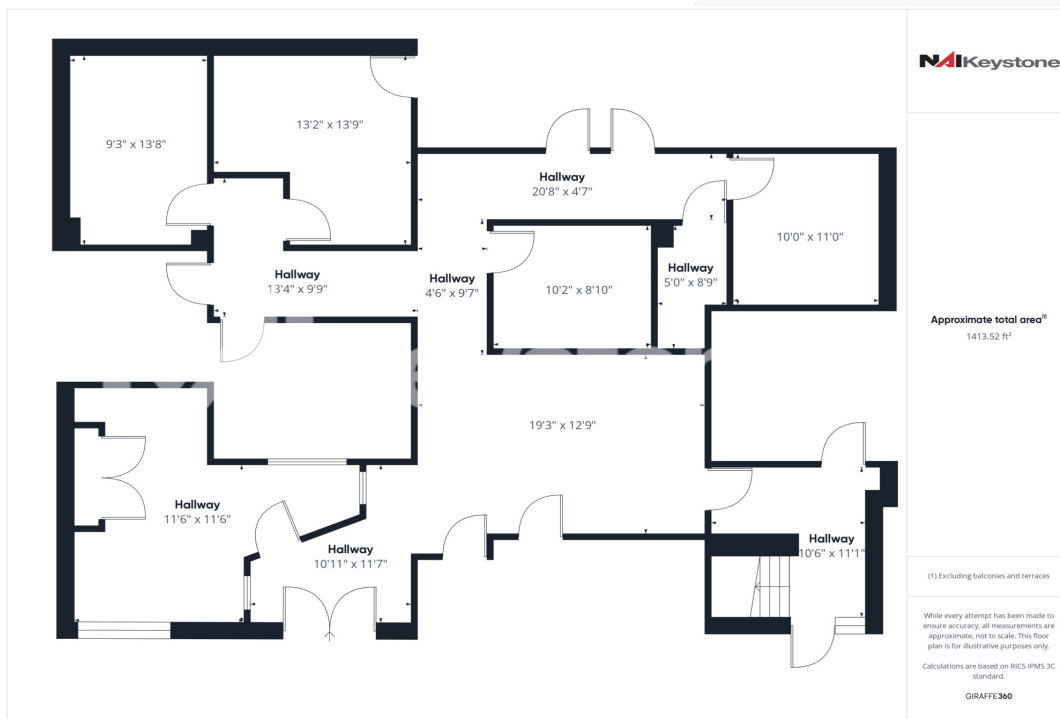 NAIKeystone
9'3" x 13'8"
13'2" x 13'9"
Hallway
20'8" x 4'7"
10'0" x 11'0"
Hallway
13'4" x 9'9"
Hallway
4'6" x 9'7"
10'2" x 8'10"
Hallway
5'0" x 8'9"
19'3" x 12'9"
Hallway
11'6" x 11'6"
Hallway
10'11" x 11'7"
Hallway
10'6" x 11'1"
Approximate total area(1)
1413.52 ft²
(1) Excluding balconies and terraces
While every attempt has been made to
ensure accuracy, all measurements are
approximate, not to scale. This floor
plan is for illustrative purposes only.
Calculations are based on RICS IPMS 3C
standard.
GIRAFFE360